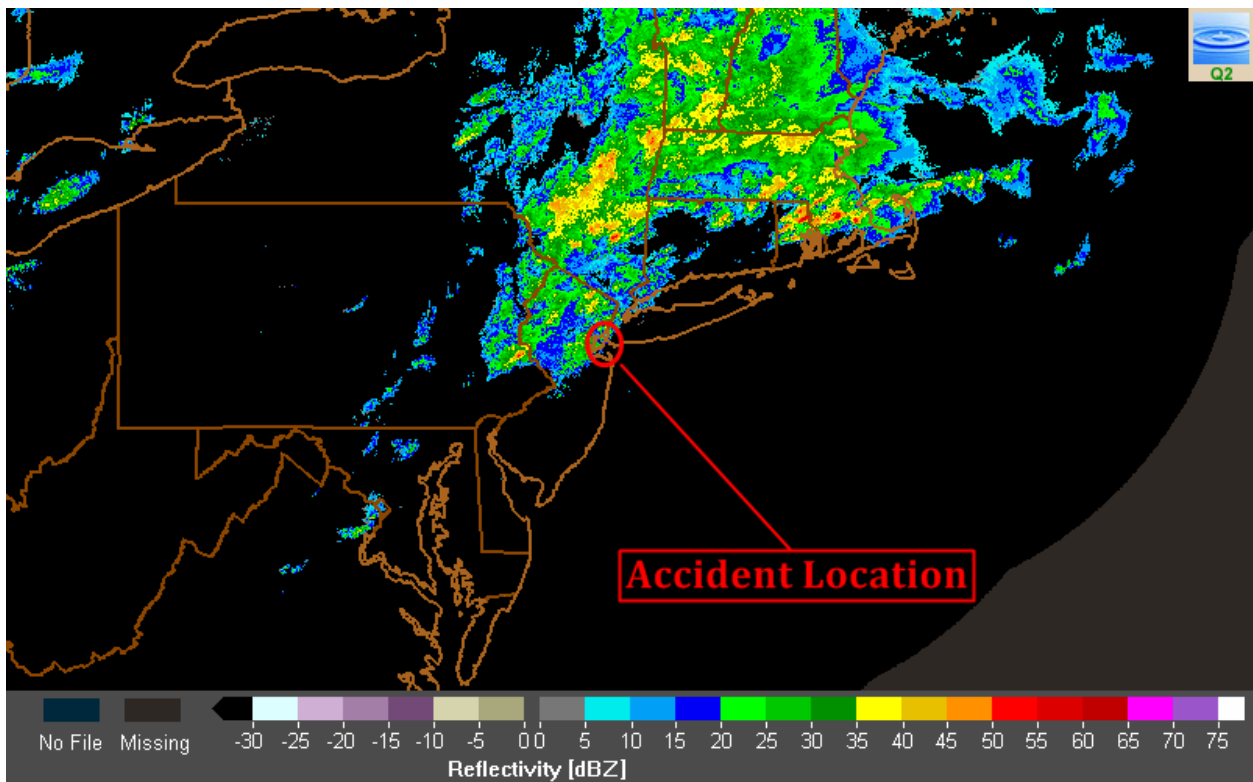 Q2
Accident Location
No File Missing -30 -25 -20 -15 -10 -5 0 0 5 10 15 20 25 30 35 40 45 50 55 60 65 70 75
Reflectivity [dBZ]